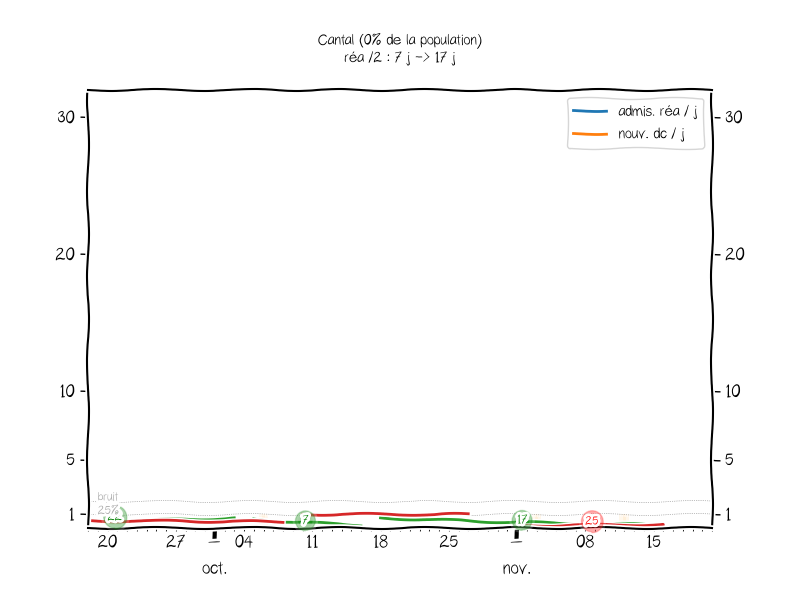 Cantal (0% de la population)
réa /2 : 7 j -> 17 j
admis. réa / j
nouv. dc / j
30 30
20 20
10 10
5 5
bruit
25%
1 1
7 17 25
20 27 04 11 18 25 08 15
oct. nov.